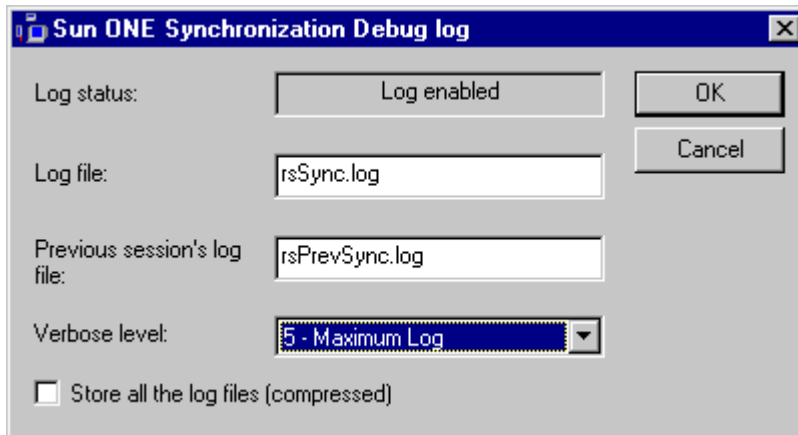 Sun ONE Synchronization Debug log
Log status:
Log enabled
OK
Cancel
Log file:
rsSync.log
Previous session's log
file:
rsPrevSync.log
Verbose level:
5 - Maximum Log
Store all the log files (compressed)